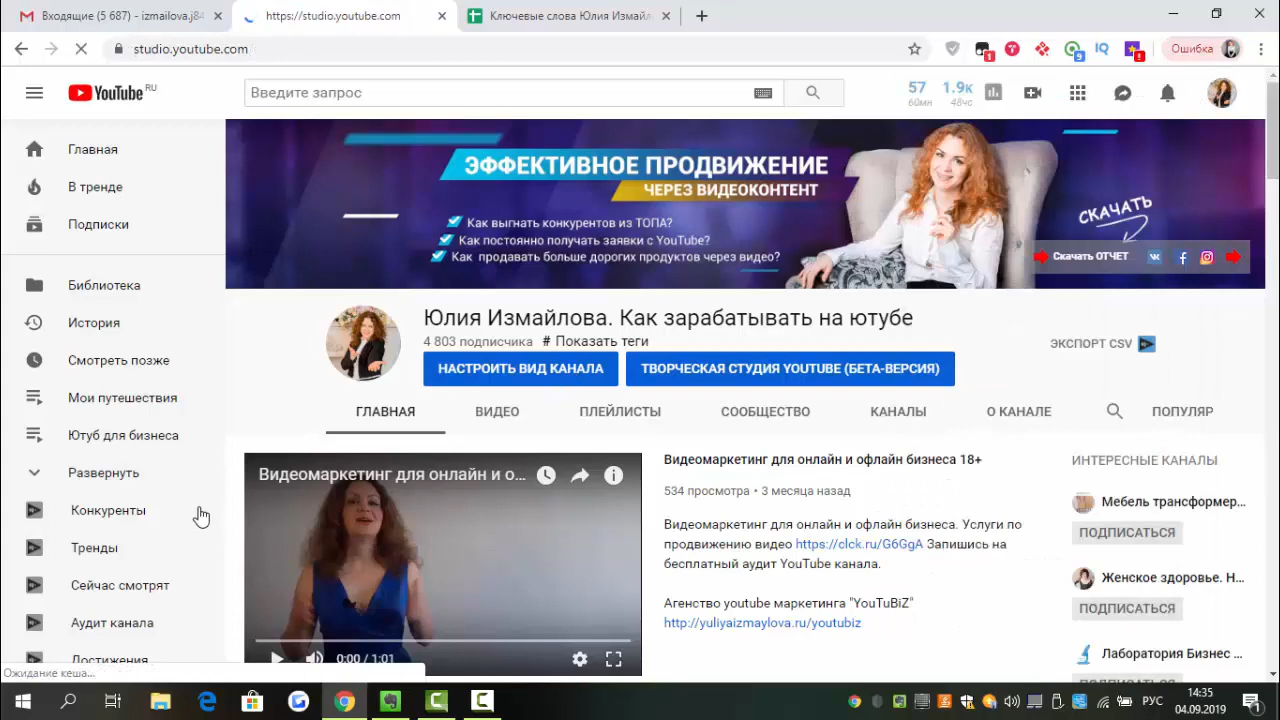 Входящие (5 687) - izmailova.j84
https://studio.youtube.com
Ключевые слова Юлия Измайл
studio.youtube.com
1
9
IQ
!
Ошибка
YouTube RU
Введите запрос
57
60мн
1.9к
48чс
Главная
В тренде
Подписки
Библиотека
История
Смотреть позже
Мои путешествия
Ютуб для бизнеса
Развернуть
Конкуренты
Тренды
Сейчас смотрят
Аудит канала
Достижения
Ожидание кеша...
ЭФФЕКТИВНОЕ ПРОДВИЖЕНИЕ
ЧЕРЕЗ ВИДЕОКОНТЕНТ
Как выгнать конкурентов из ТОПА?
Как постоянно получать заявки с YouTube?
Как продавать больше дорогих продуктов через видео?
СКАЧАТЬ
Скачать ОТЧЕТ
Юлия Измайлова. Как зарабатывать на ютубе
4 803 подписчика # Показать теги
ЭКСПОРТ CSV
НАСТРОИТЬ ВИД КАНАЛА
ТВОРЧЕСКАЯ СТУДИЯ YOUTUBE (БЕТА-ВЕРСИЯ)
ГЛАВНАЯ ВИДЕО ПЛЕЙЛИСТЫ СООБЩЕСТВО КАНАЛЫ О КАНАЛЕ ПОПУЛЯР
Видеомаркетинг для онлайн и о...
0:00 / 1:01
Видеомаркетинг для онлайн и офлайн бизнеса 18+
534 просмотра • 3 месяца назад
Видеомаркетинг для онлайн и офлайн бизнеса. Услуги по
продвижению видео https://clck.ru/G6GgA Запишись на
бесплатный аудит YouTube канала.
Агенство youtube маркетинга "YouTuBiZ"
http://yuliyaizmaylova.ru/youtubiz
ИНТЕРЕСНЫЕ КАНАЛЫ
Мебель трансформер...
ПОДПИСАТЬСЯ
Женское здоровье. Н...
ПОДПИСАТЬСЯ
Лаборатория Бизнес ...
ПОДПИСАТЬСЯ
РУС
14:35
04.09.2019
1